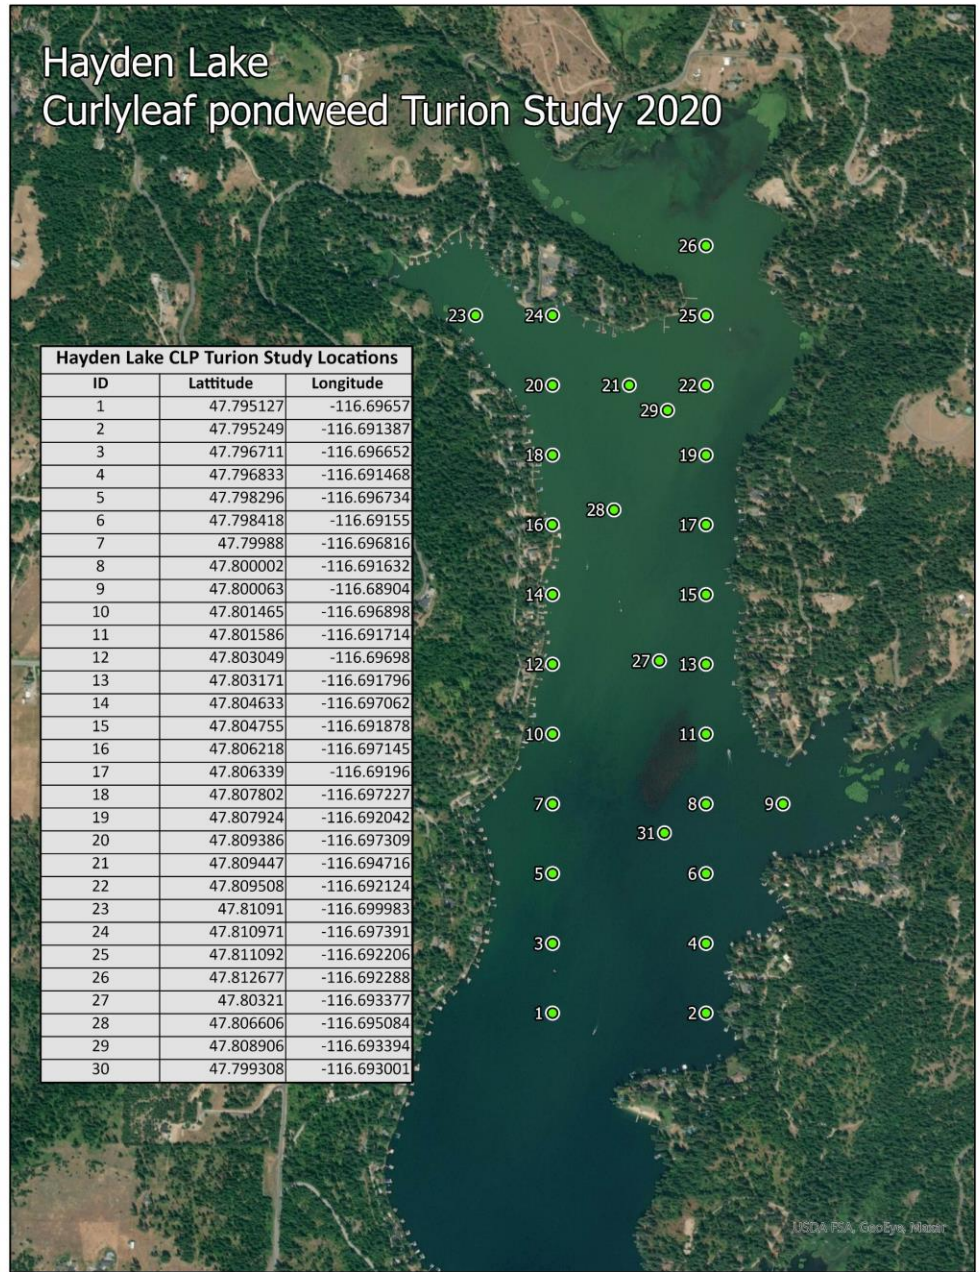 Hayden Lake
Curlyleaf pondweed Turion Study 2020
26
23 24 25
Hayden Lake CLP Turion Study Locations
ID Lattitude Longitude
1 47.795127 -116.69657
2 47.795249 -116.691387
3 47.796711 -116.696652
4 47.796833 -116.691468
5 47.798296 -116.696734
6 47.798418 -116.69155
7 47.79988 -116.696816
8 47.800002 -116.691632
9 47.800063 -116.68904
10 47.801465 -116.696898
11 47.801586 -116.691714
12 47.803049 -116.69698
13 47.803171 -116.691796
14 47.804633 -116.697062
15 47.804755 -116.691878
16 47.806218 -116.697145
17 47.806339 -116.69196
18 47.807802 -116.697227
19 47.807924 -116.692042
20 47.809386 -116.697309
21 47.809447 -116.694716
22 47.809508 -116.692124
23 47.81091 -116.699983
24 47.810971 -116.697391
25 47.811092 -116.692206
26 47.812677 -116.692288
27 47.80321 -116.693377
28 47.806606 -116.695084
29 47.808906 -116.693394
30 47.799308 -116.693001
20 21 22
29
18 19
28
16 17
14 15
27
12 13
10 11
7 8 9
31
5 6
3 4
1 2
USDA FSA, GeoEye, Maxar